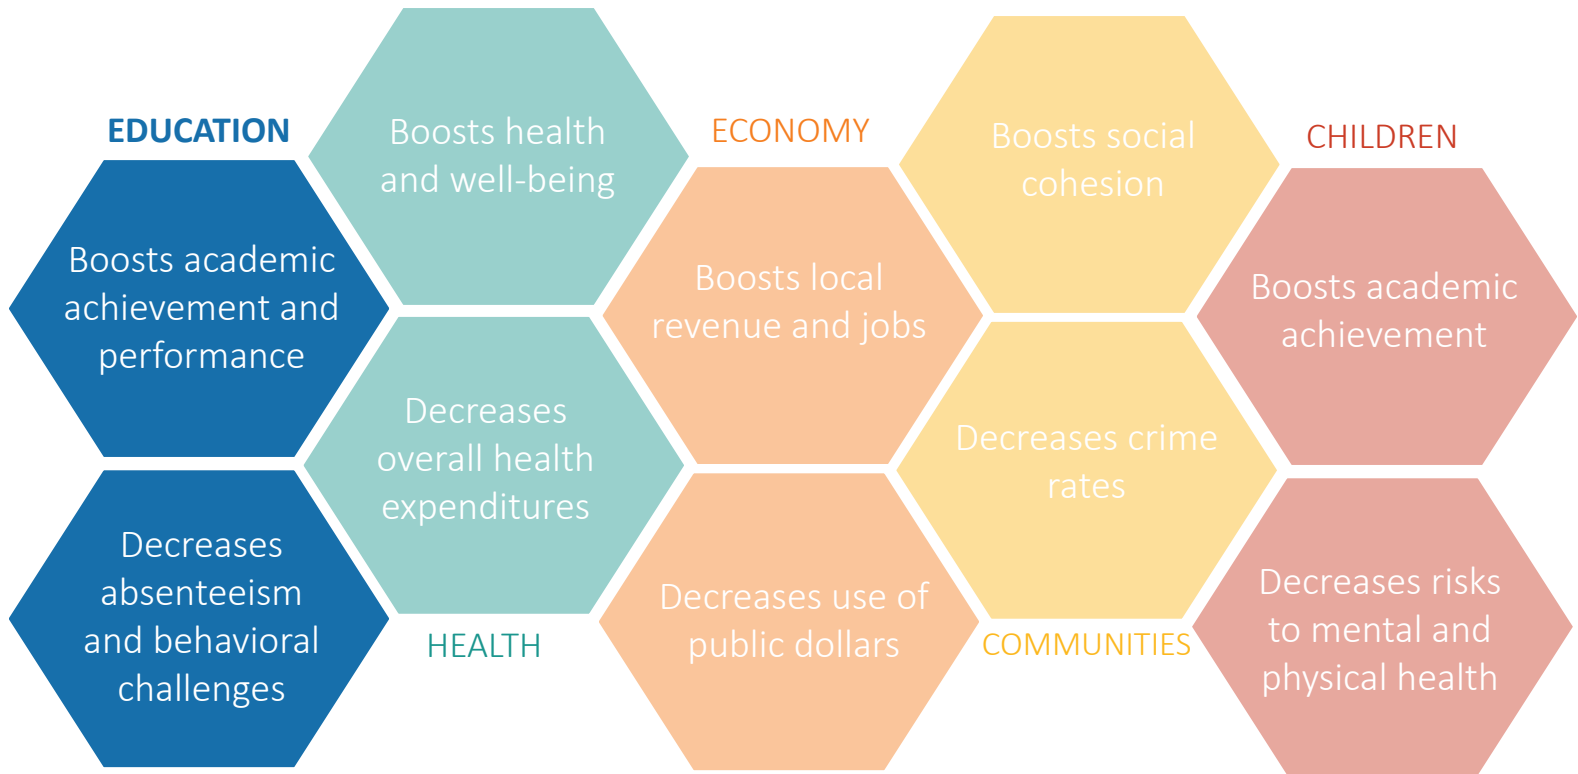 EDUCATION
Boosts academic
achievement and
performance
Decreases
absenteeism
and behavioral
challenges
Boosts health
and well-being
Decreases
overall health
expenditures
HEALTH
ECONOMY
Boosts local
revenue and jobs
Decreases use of
public dollars
Boosts social
cohesion
Decreases crime
rates
COMMUNITIES
CHILDREN
Boosts academic
achievement
Decreases risks
to mental and
physical health